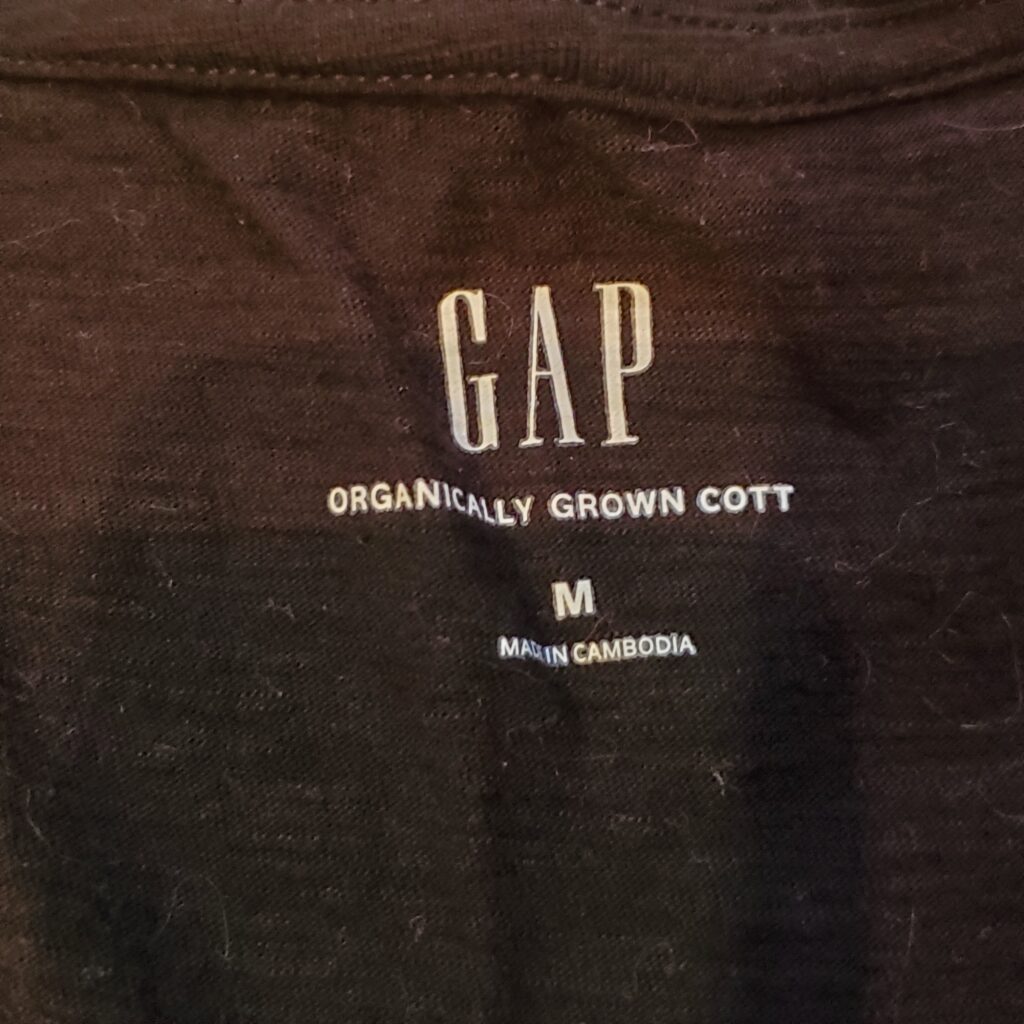 GAP
ORGANICALLY GROWN COTT
M
MADE IN CAMBODIA